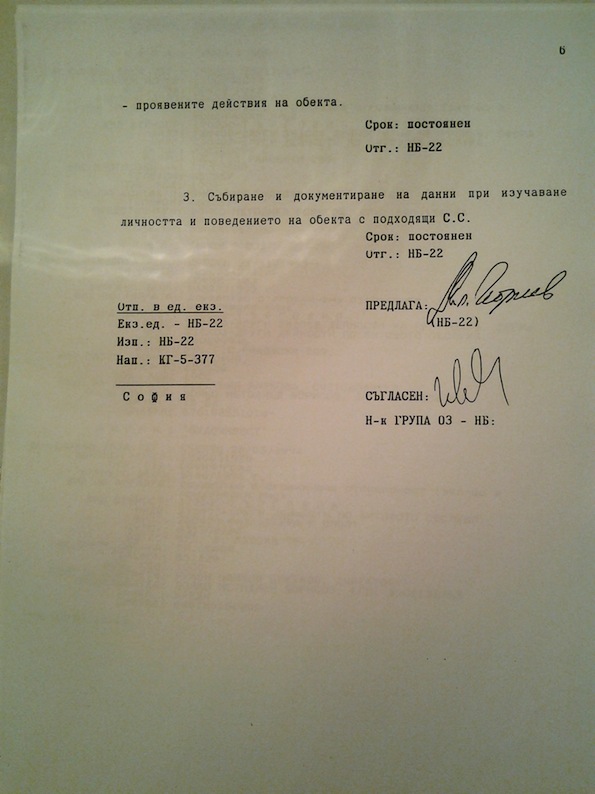 6
- проявените действия на обекта.
Срок: постоянен
Отг.: НБ-22
3. Събиране и документиране на данни при изучаване
личността и поведението на обекта с подходящи С.С.
Срок: постоянен
Отг.: НБ-22
Отп. в ед. екз.
Екз.ед. - НБ-22
Изп.: НБ-22
Нап.: КГ-5-377
София
ПРЕДЛАГА:
(НБ-22)
СЪГЛАСЕН:
Н-к ГРУПА ОЗ - НБ: